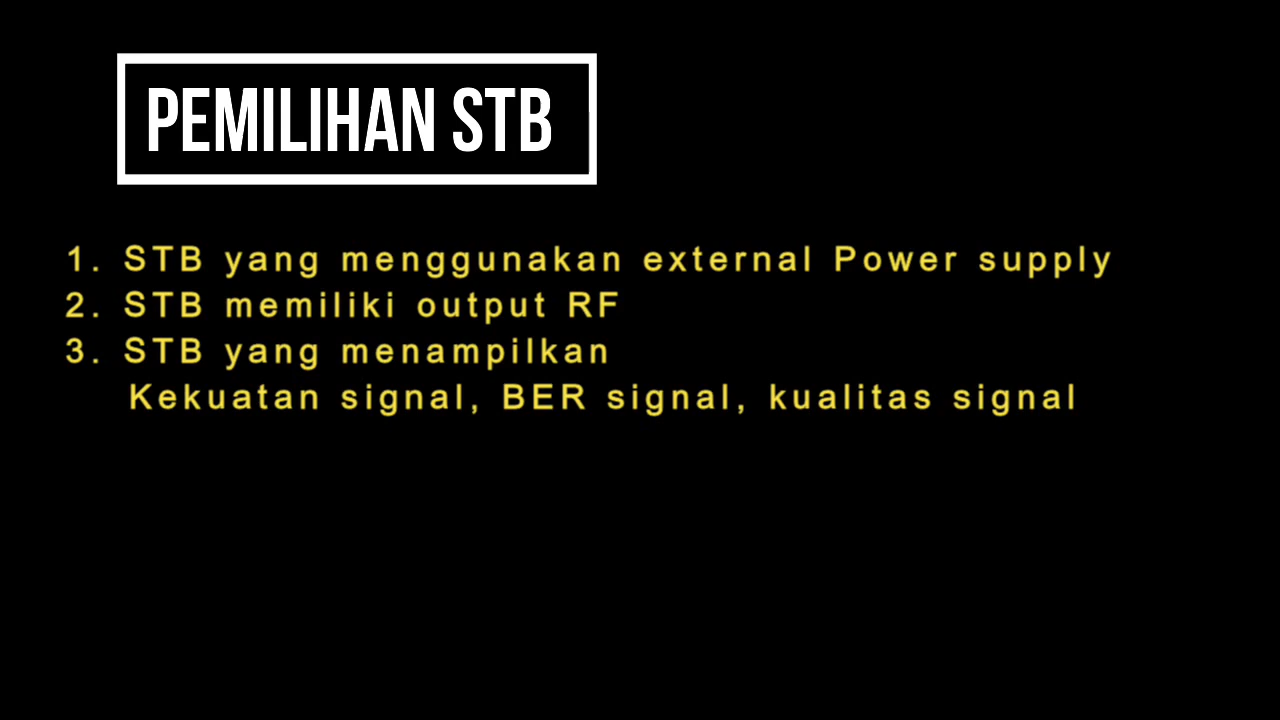 PEMILIHAN STB
1. STB yang menggunakan external Power supply
2. STB memiliki output RF
3. STB yang menampilkan
Kekuatan signal, BER signal, kualitas signal